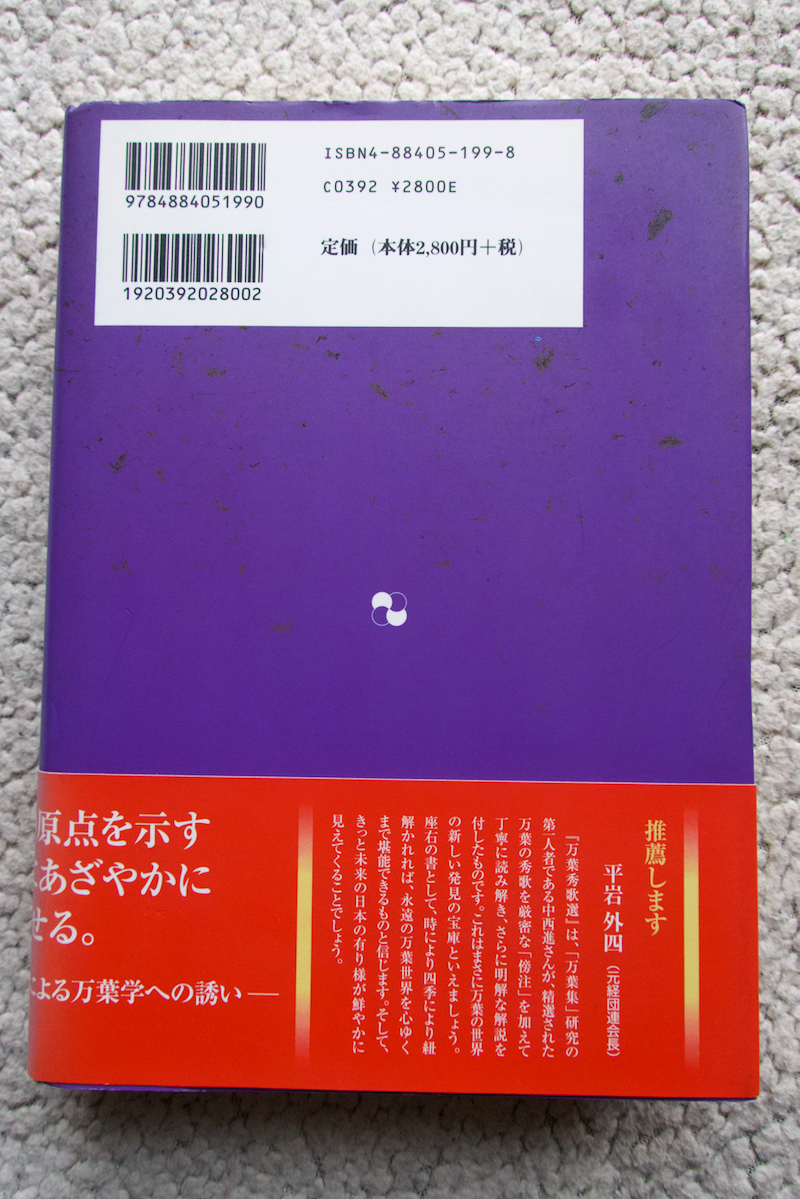 ISBN4-88405-199-8
C0392 ¥2800E
9784884051990
定価（本体2,800円＋税）
1920392028002
推薦します
平岩 外四（元経団連会長）
『万葉秀歌選』は、「万葉集」研究の
第一人者である中西進さんが、精選された
万葉の秀歌を厳密な「傍注」を加えて
丁寧に読み解き、さらに明解な解説を
付したものです。これはまさに万葉の世界
の新しい発見の宝庫といえましょう。
座右の書として、時により四季により紐
解かれれば、永遠の万葉世界を心ゆく
まで堪能できるものと信じます。そして、
きっと未来の日本の有り様が鮮やかに
見えてくることでしょう。
原点を示す
あざやかに
せる。
による万葉学への誘い―